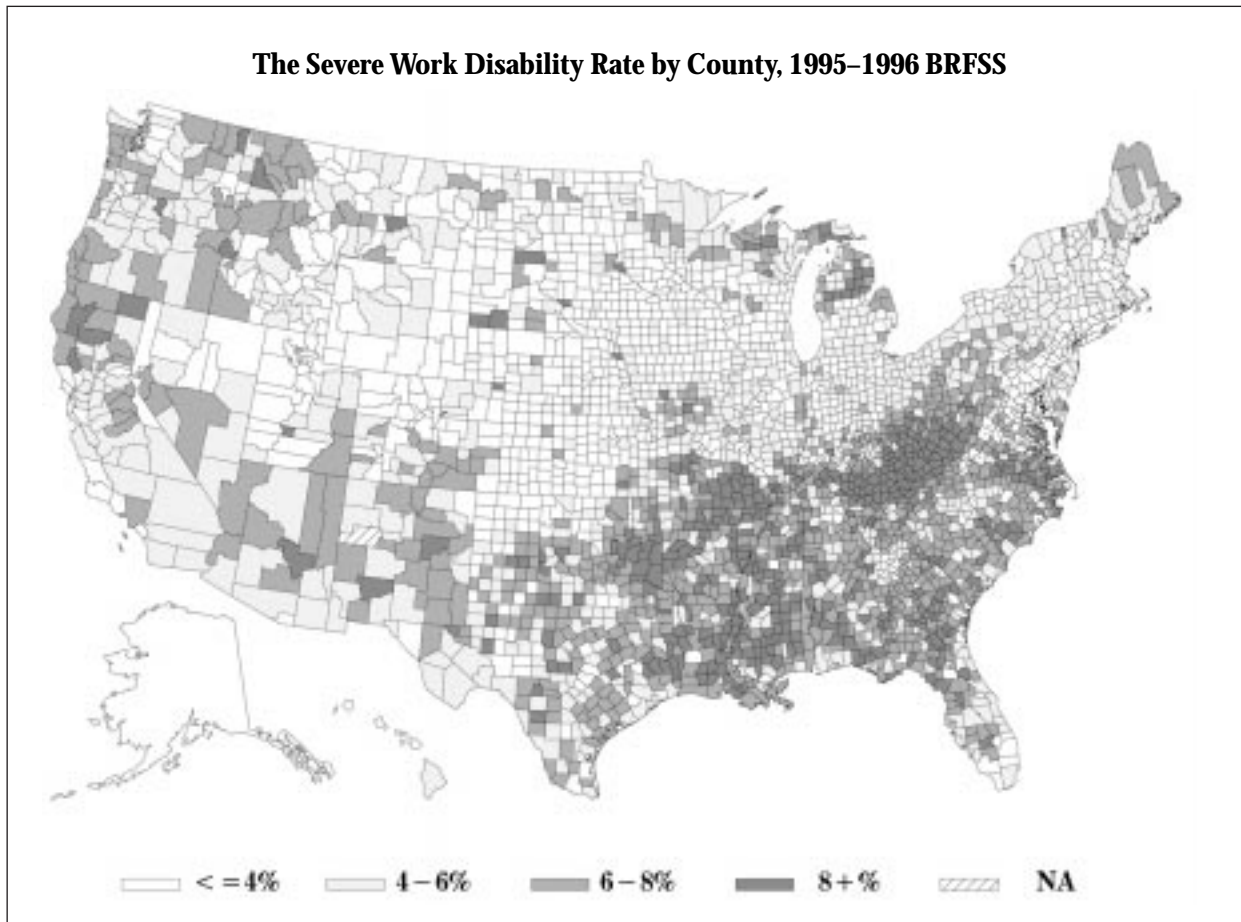 The Severe Work Disability Rate by County, 1995–1996 BRFSS
<=4% 4–6% 6–8% 8+% NA